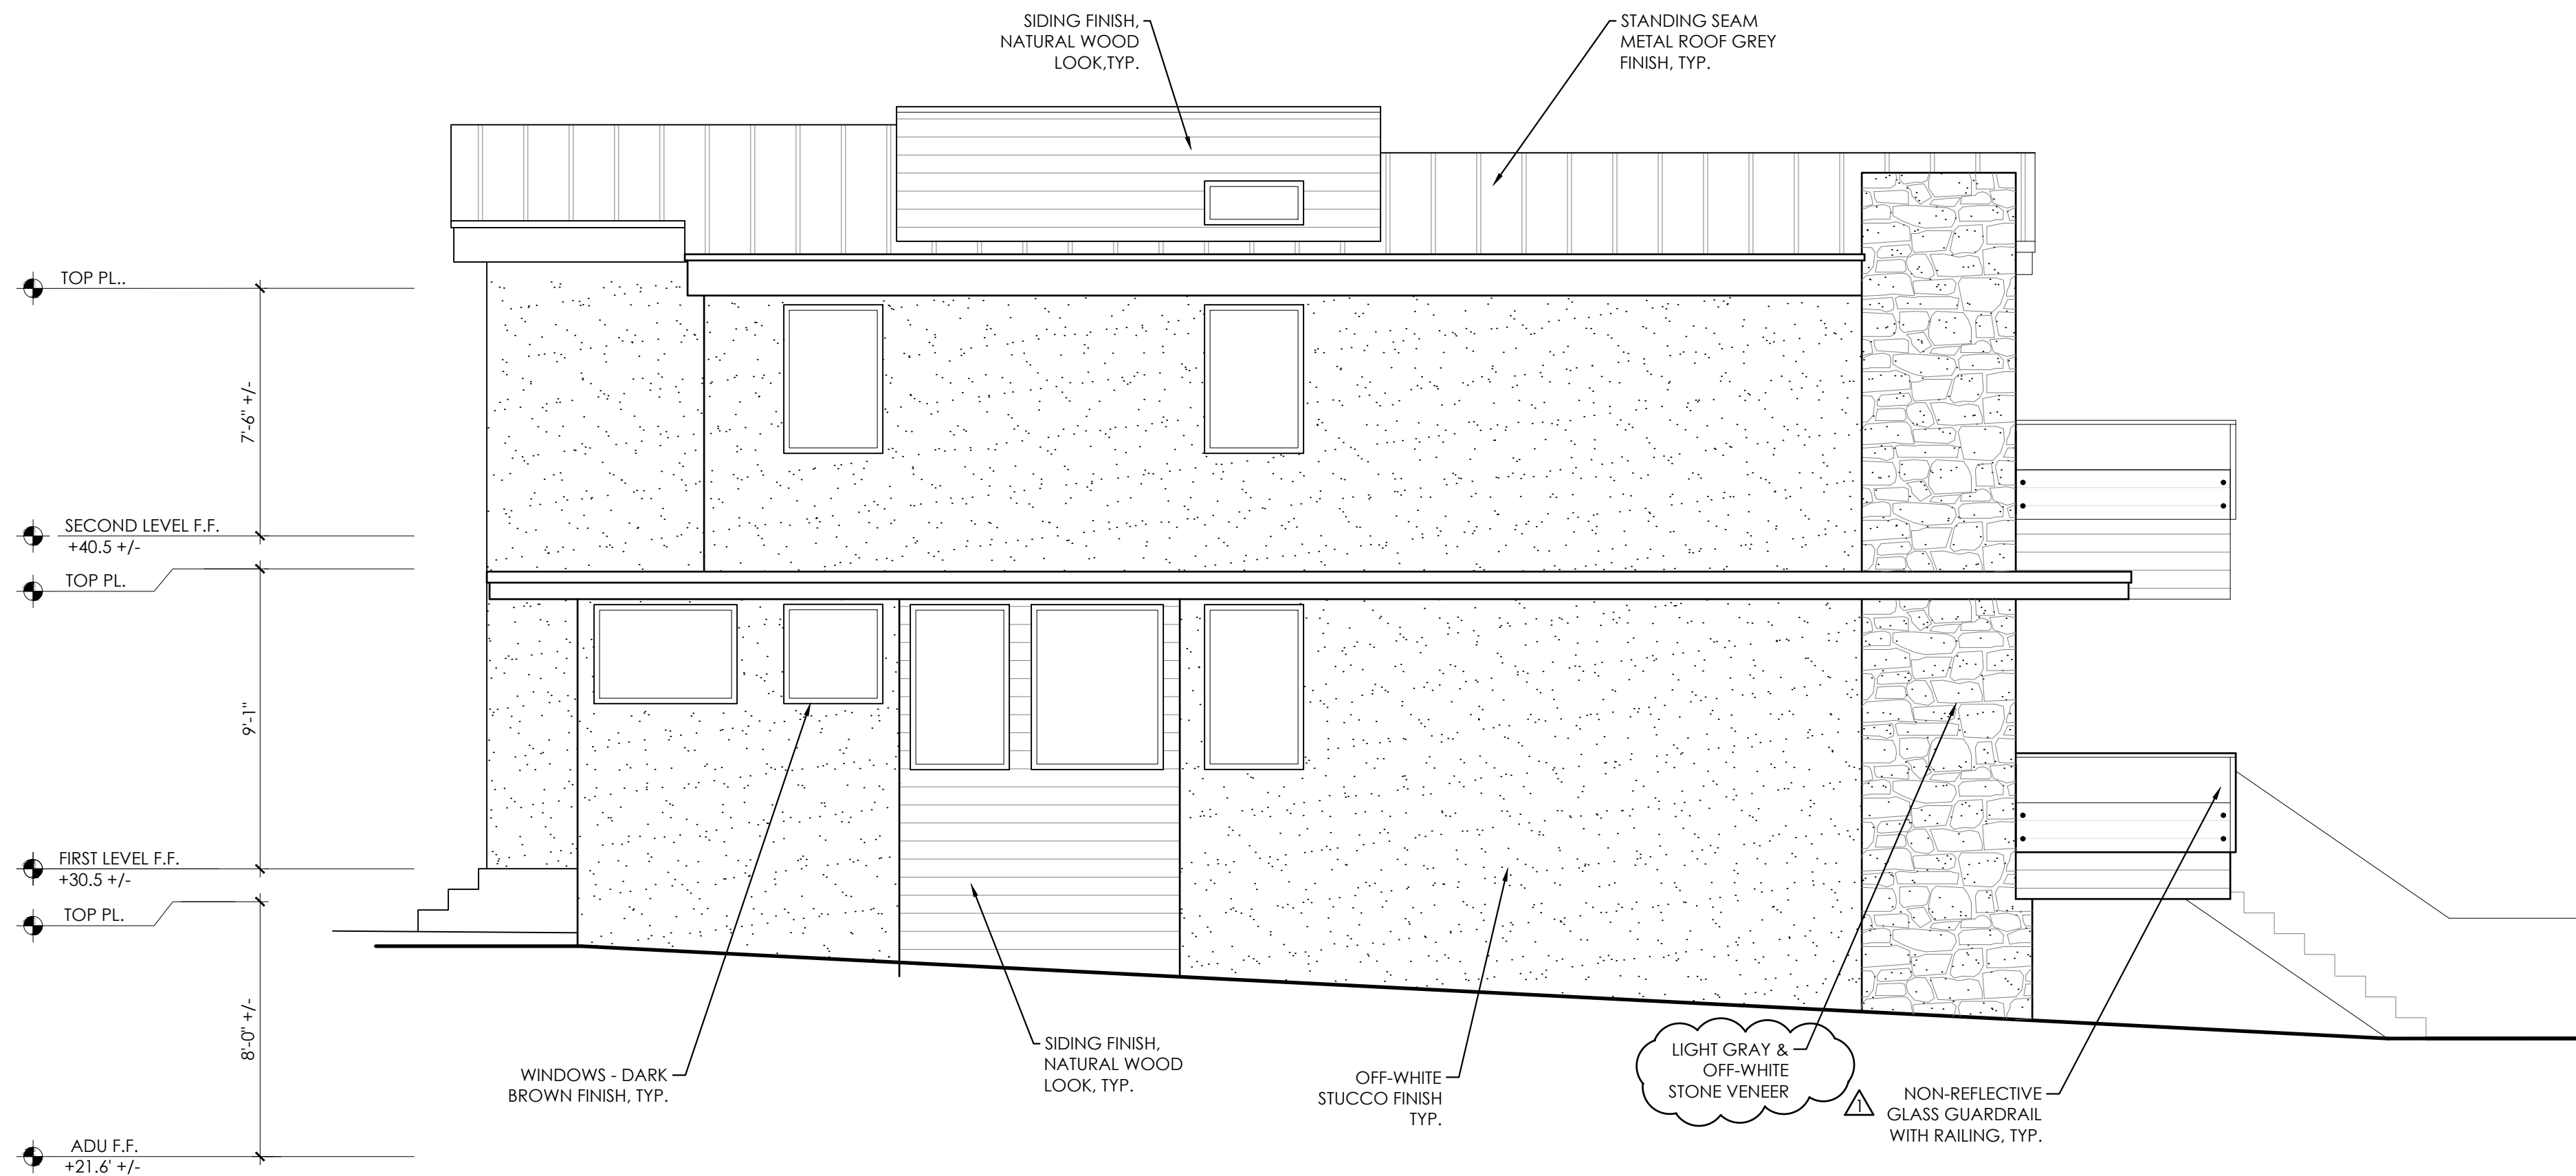 SIDING FINISH,
NATURAL WOOD
LOOK,TYP.
STANDING SEAM
METAL ROOF GREY
FINISH, TYP.
TOP PL..
7'-6" +/-
SECOND LEVEL F.F.
+40.5 +/-
TOP PL.
9'-1"
FIRST LEVEL F.F.
+30.5 +/-
TOP PL.
8'-0" +/-
ADU F.F.
+21.6' +/-
WINDOWS - DARK
BROWN FINISH, TYP.
SIDING FINISH,
NATURAL WOOD
LOOK, TYP.
OFF-WHITE
STUCCO FINISH
TYP.
LIGHT GRAY &
OFF-WHITE
STONE VENEER
1
NON-REFLECTIVE
GLASS GUARDRAIL
WITH RAILING, TYP.